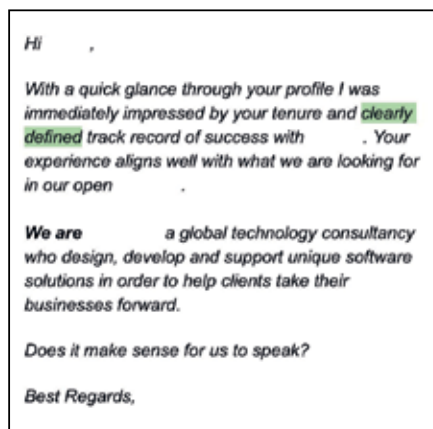 Hi ,
With a quick glance through your profile I was
immediately impressed by your tenure and clearly
defined track record of success with . Your
experience aligns well with what we are looking for
in our open .
We are a global technology consultancy
who design, develop and support unique software
solutions in order to help clients take their
businesses forward.
Does it make sense for us to speak?
Best Regards,